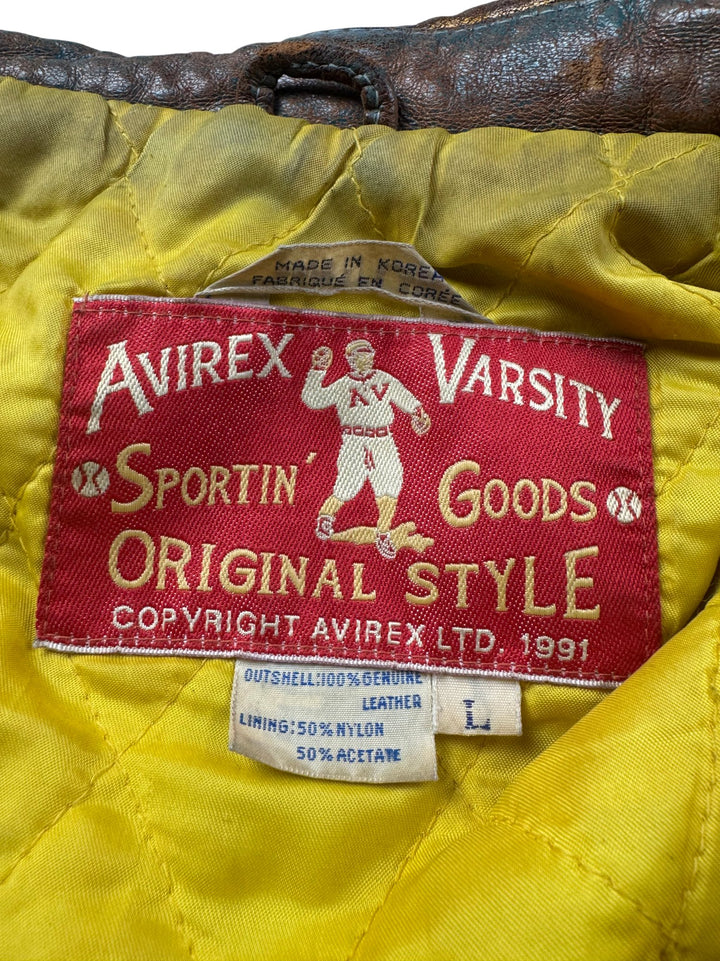 MADE IN KOREA
FABRIQUÉ EN CORÉE
AVIREX VARSITY
AV
SPORTIN' GOODS
ORIGINAL STYLE
COPYRIGHT AVIREX LTD. 1991
OUTSHELL:100%GENUINE
LEATHER
LINING:50%NYLON
50%ACETATE
L